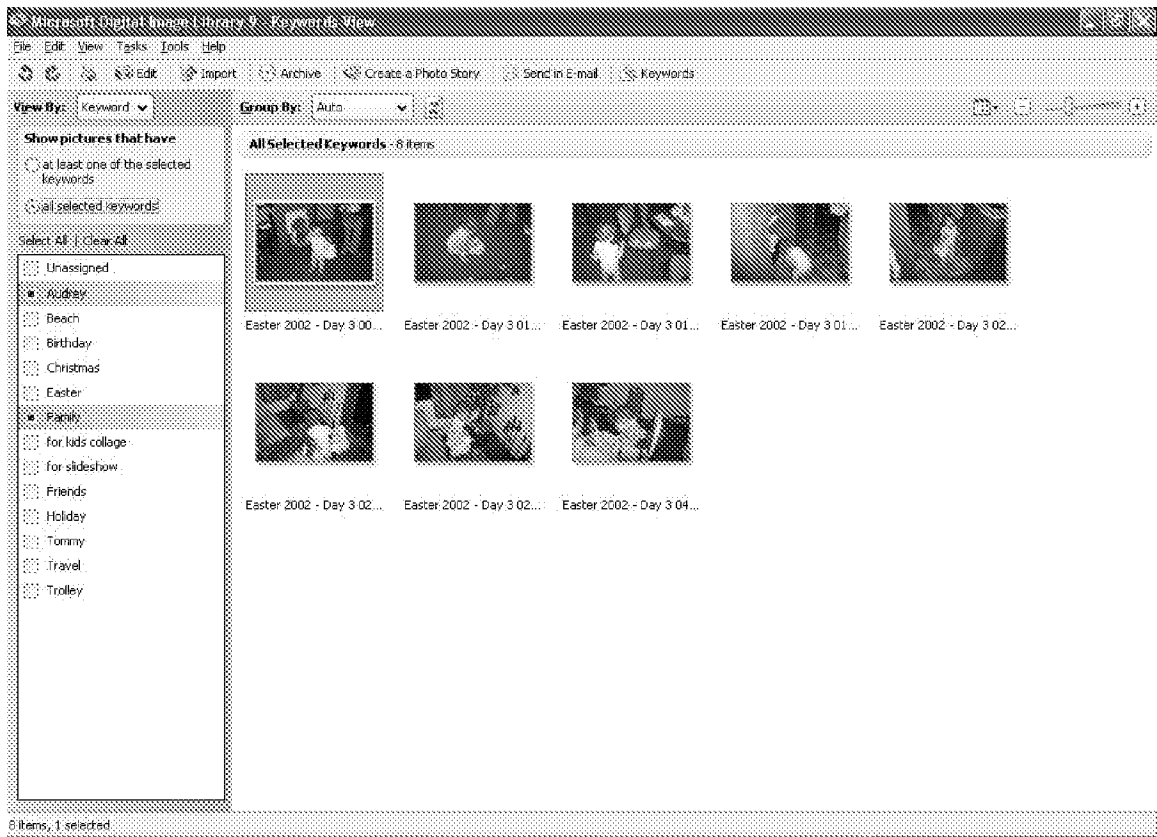 Microsoft Digital Image Library 9 - Keywords View
File Edit View Tasks Tools Help
Edit Import Archive Create a Photo Story Send in E-mail Keywords
View By: Keyword Group By: Auto
Show pictures that have
at least one of the selected
keywords
all selected keywords
Select All | Clear All
Unassigned
Audrey
Beach
Birthday
Christmas
Easter
Family
for kids collage
for slideshow
Friends
Holiday
Tommy
Travel
Trolley
All Selected Keywords - 8 items
Easter 2002 - Day 3 00... Easter 2002 - Day 3 01... Easter 2002 - Day 3 01... Easter 2002 - Day 3 01... Easter 2002 - Day 3 02...
Easter 2002 - Day 3 02... Easter 2002 - Day 3 02... Easter 2002 - Day 3 04...
8 items, 1 selected